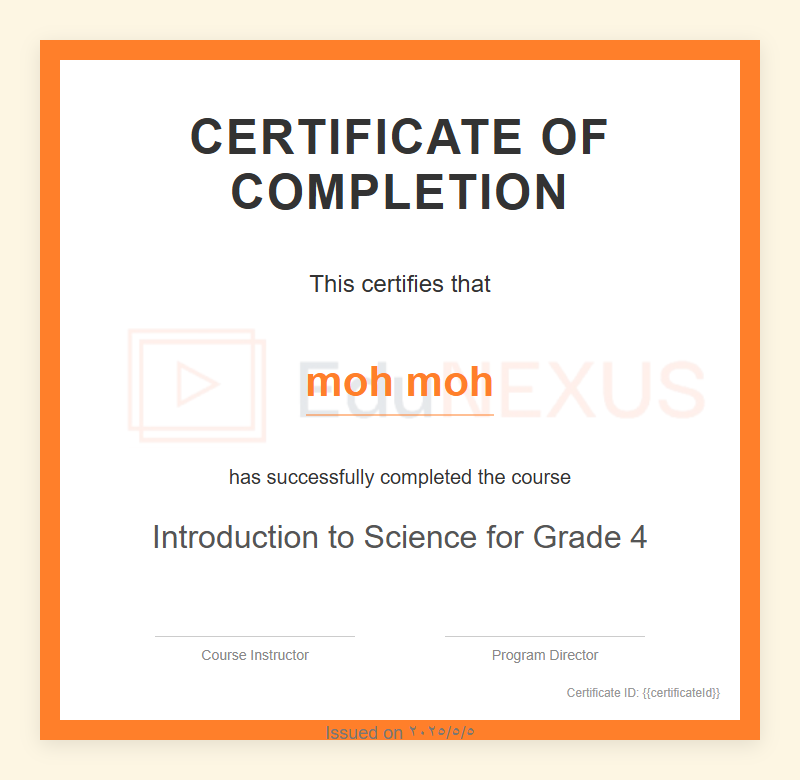 CERTIFICATE OF
COMPLETION
This certifies that
EduNEXUS
moh moh
has successfully completed the course
Introduction to Science for Grade 4
Course Instructor
Program Director
Certificate ID: {{certificateId}}
Issued on ٢٠٢٥/٥/٥